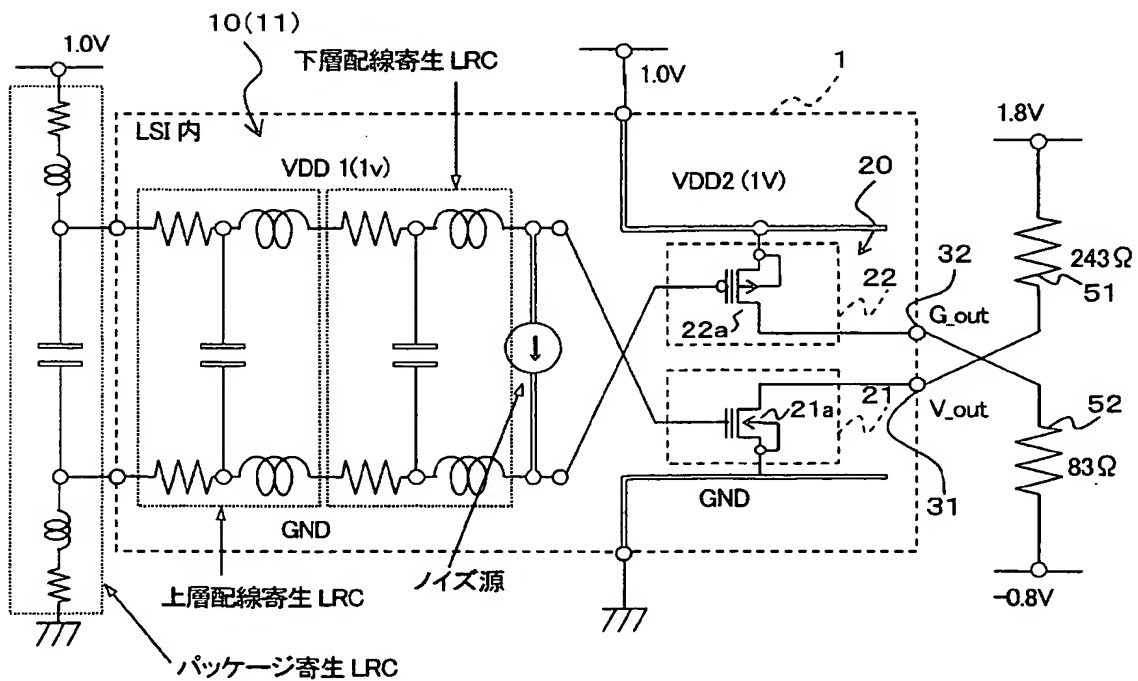 10(11)
1.0V
下層配線寄生 LRC
1.0V
1
1.8V
LSI 内
VDD 1(1v)
VDD2 (1V)
20
243Ω
51
32
22
22a
G_out
V_out
21a
21
52
83Ω
31
GND
GND
ノイズ源
上層配線寄生 LRC
-0.8V
パッケージ寄生 LRC